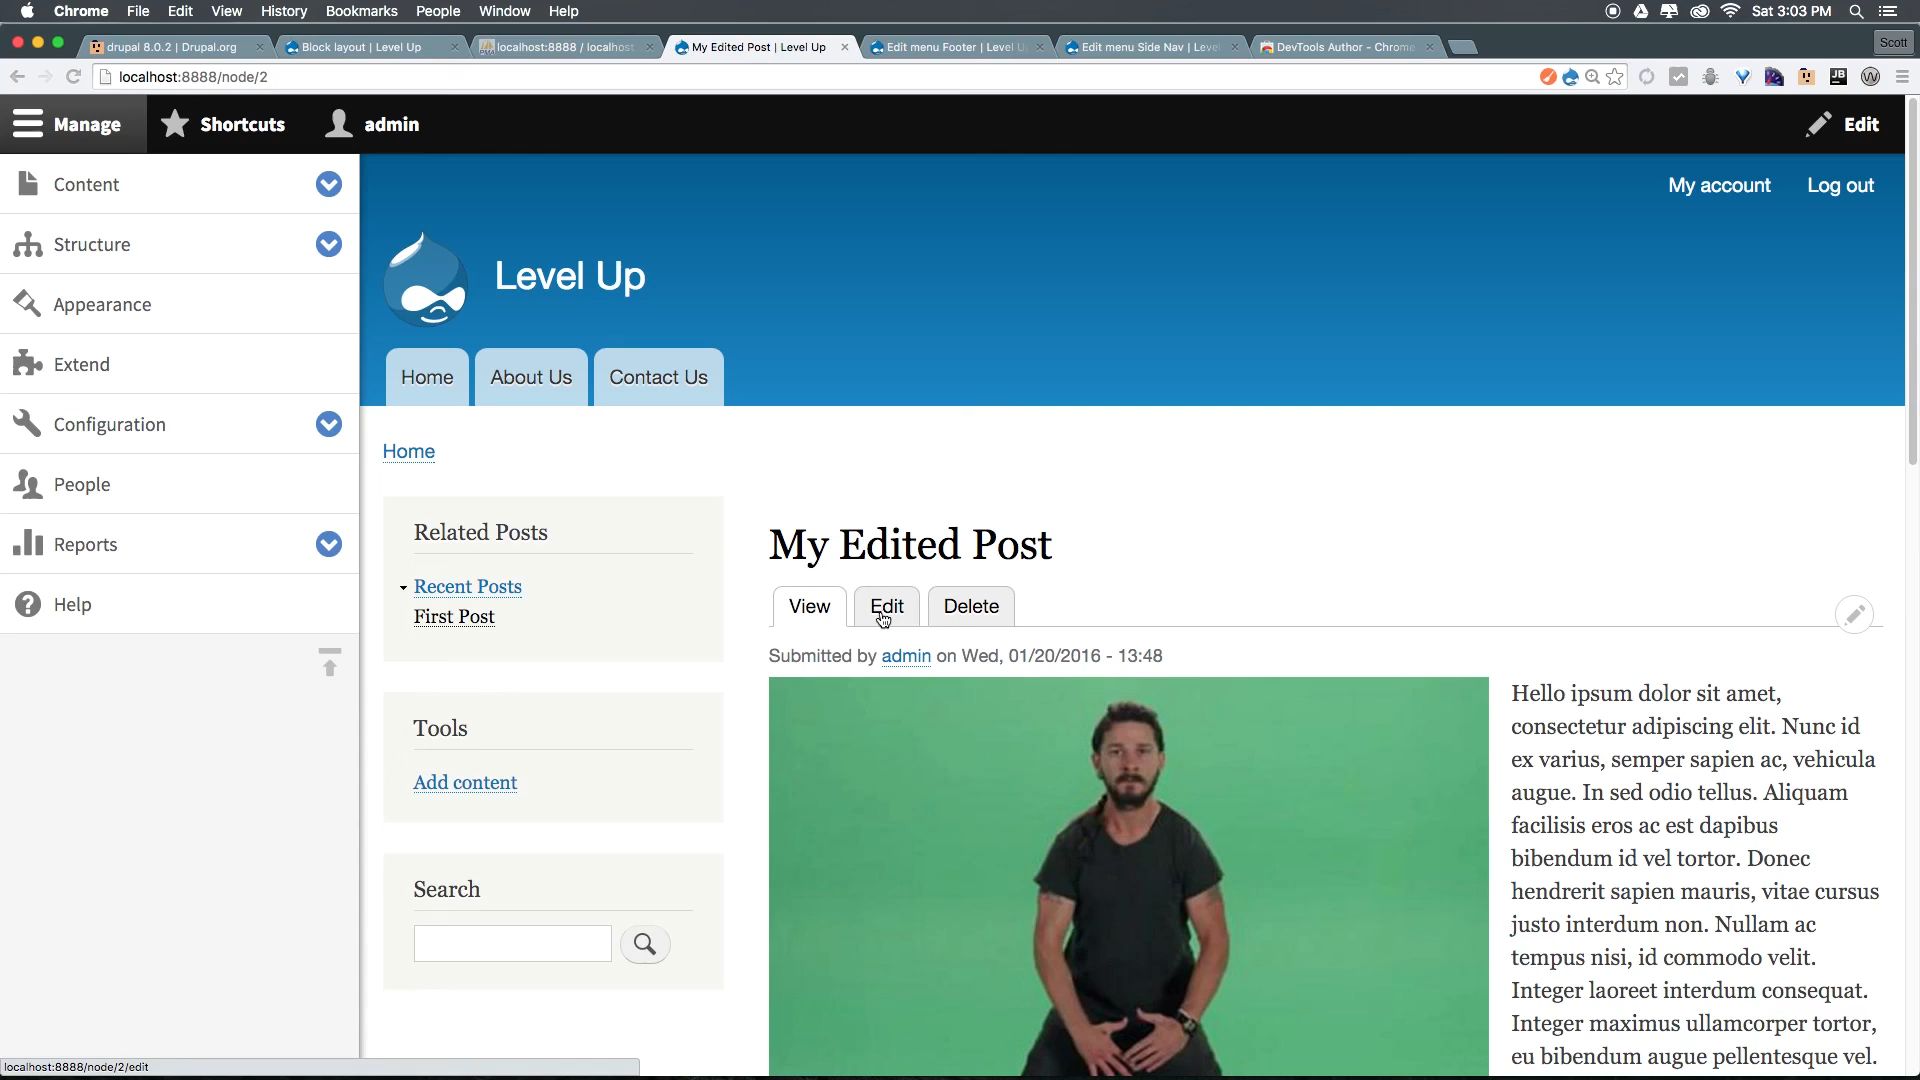 Chrome File Edit View History Bookmarks People Window Help Sat 3:03 PM
drupal 8.0.2 | Drupal.org
Block layout | Level Up
localhost:8888 / localhost
My Edited Post | Level Up
Edit menu Footer | Level U
Edit menu Side Nav | Level
DevTools Author - Chrome
Scott
localhost:8888/node/2
JB
Manage Shortcuts admin Edit
Content
Structure
Appearance
Extend
Configuration
People
Reports
Help
My account Log out
Level Up
Home About Us Contact Us
Home
Related Posts
Recent Posts
First Post
Tools
Add content
Search
My Edited Post
View Edit Delete
Submitted by admin on Wed, 01/20/2016 - 13:48
Hello ipsum dolor sit amet,
consectetur adipiscing elit. Nunc id
ex varius, semper sapien ac, vehicula
augue. In sed odio tellus. Aliquam
facilisis eros ac est dapibus
bibendum id vel tortor. Donec
hendrerit sapien mauris, vitae cursus
justo interdum non. Nullam ac
tempus nisi, id commodo velit.
Integer laoreet interdum consequat.
Integer maximus ullamcorper tortor,
eu bibendum augue pellentesque vel.
localhost:8888/node/2/edit